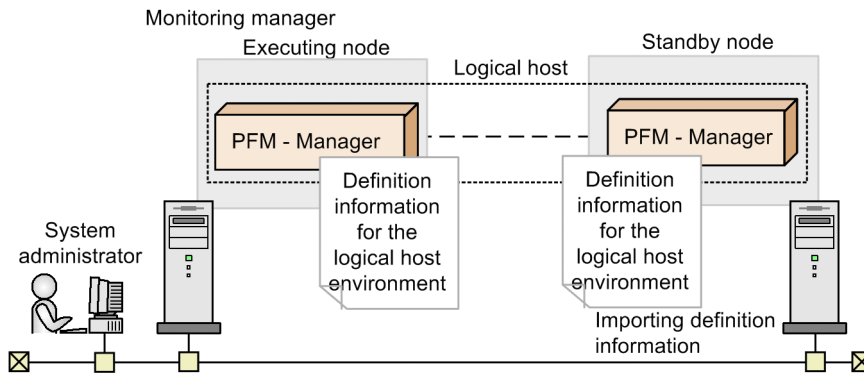 Monitoring manager
Executing node
Standby node
Logical host
PFM - Manager
PFM - Manager
Definition
information
for the
logical host
environment
Definition
information
for the
logical host
environment
System
administrator
Importing definition
information